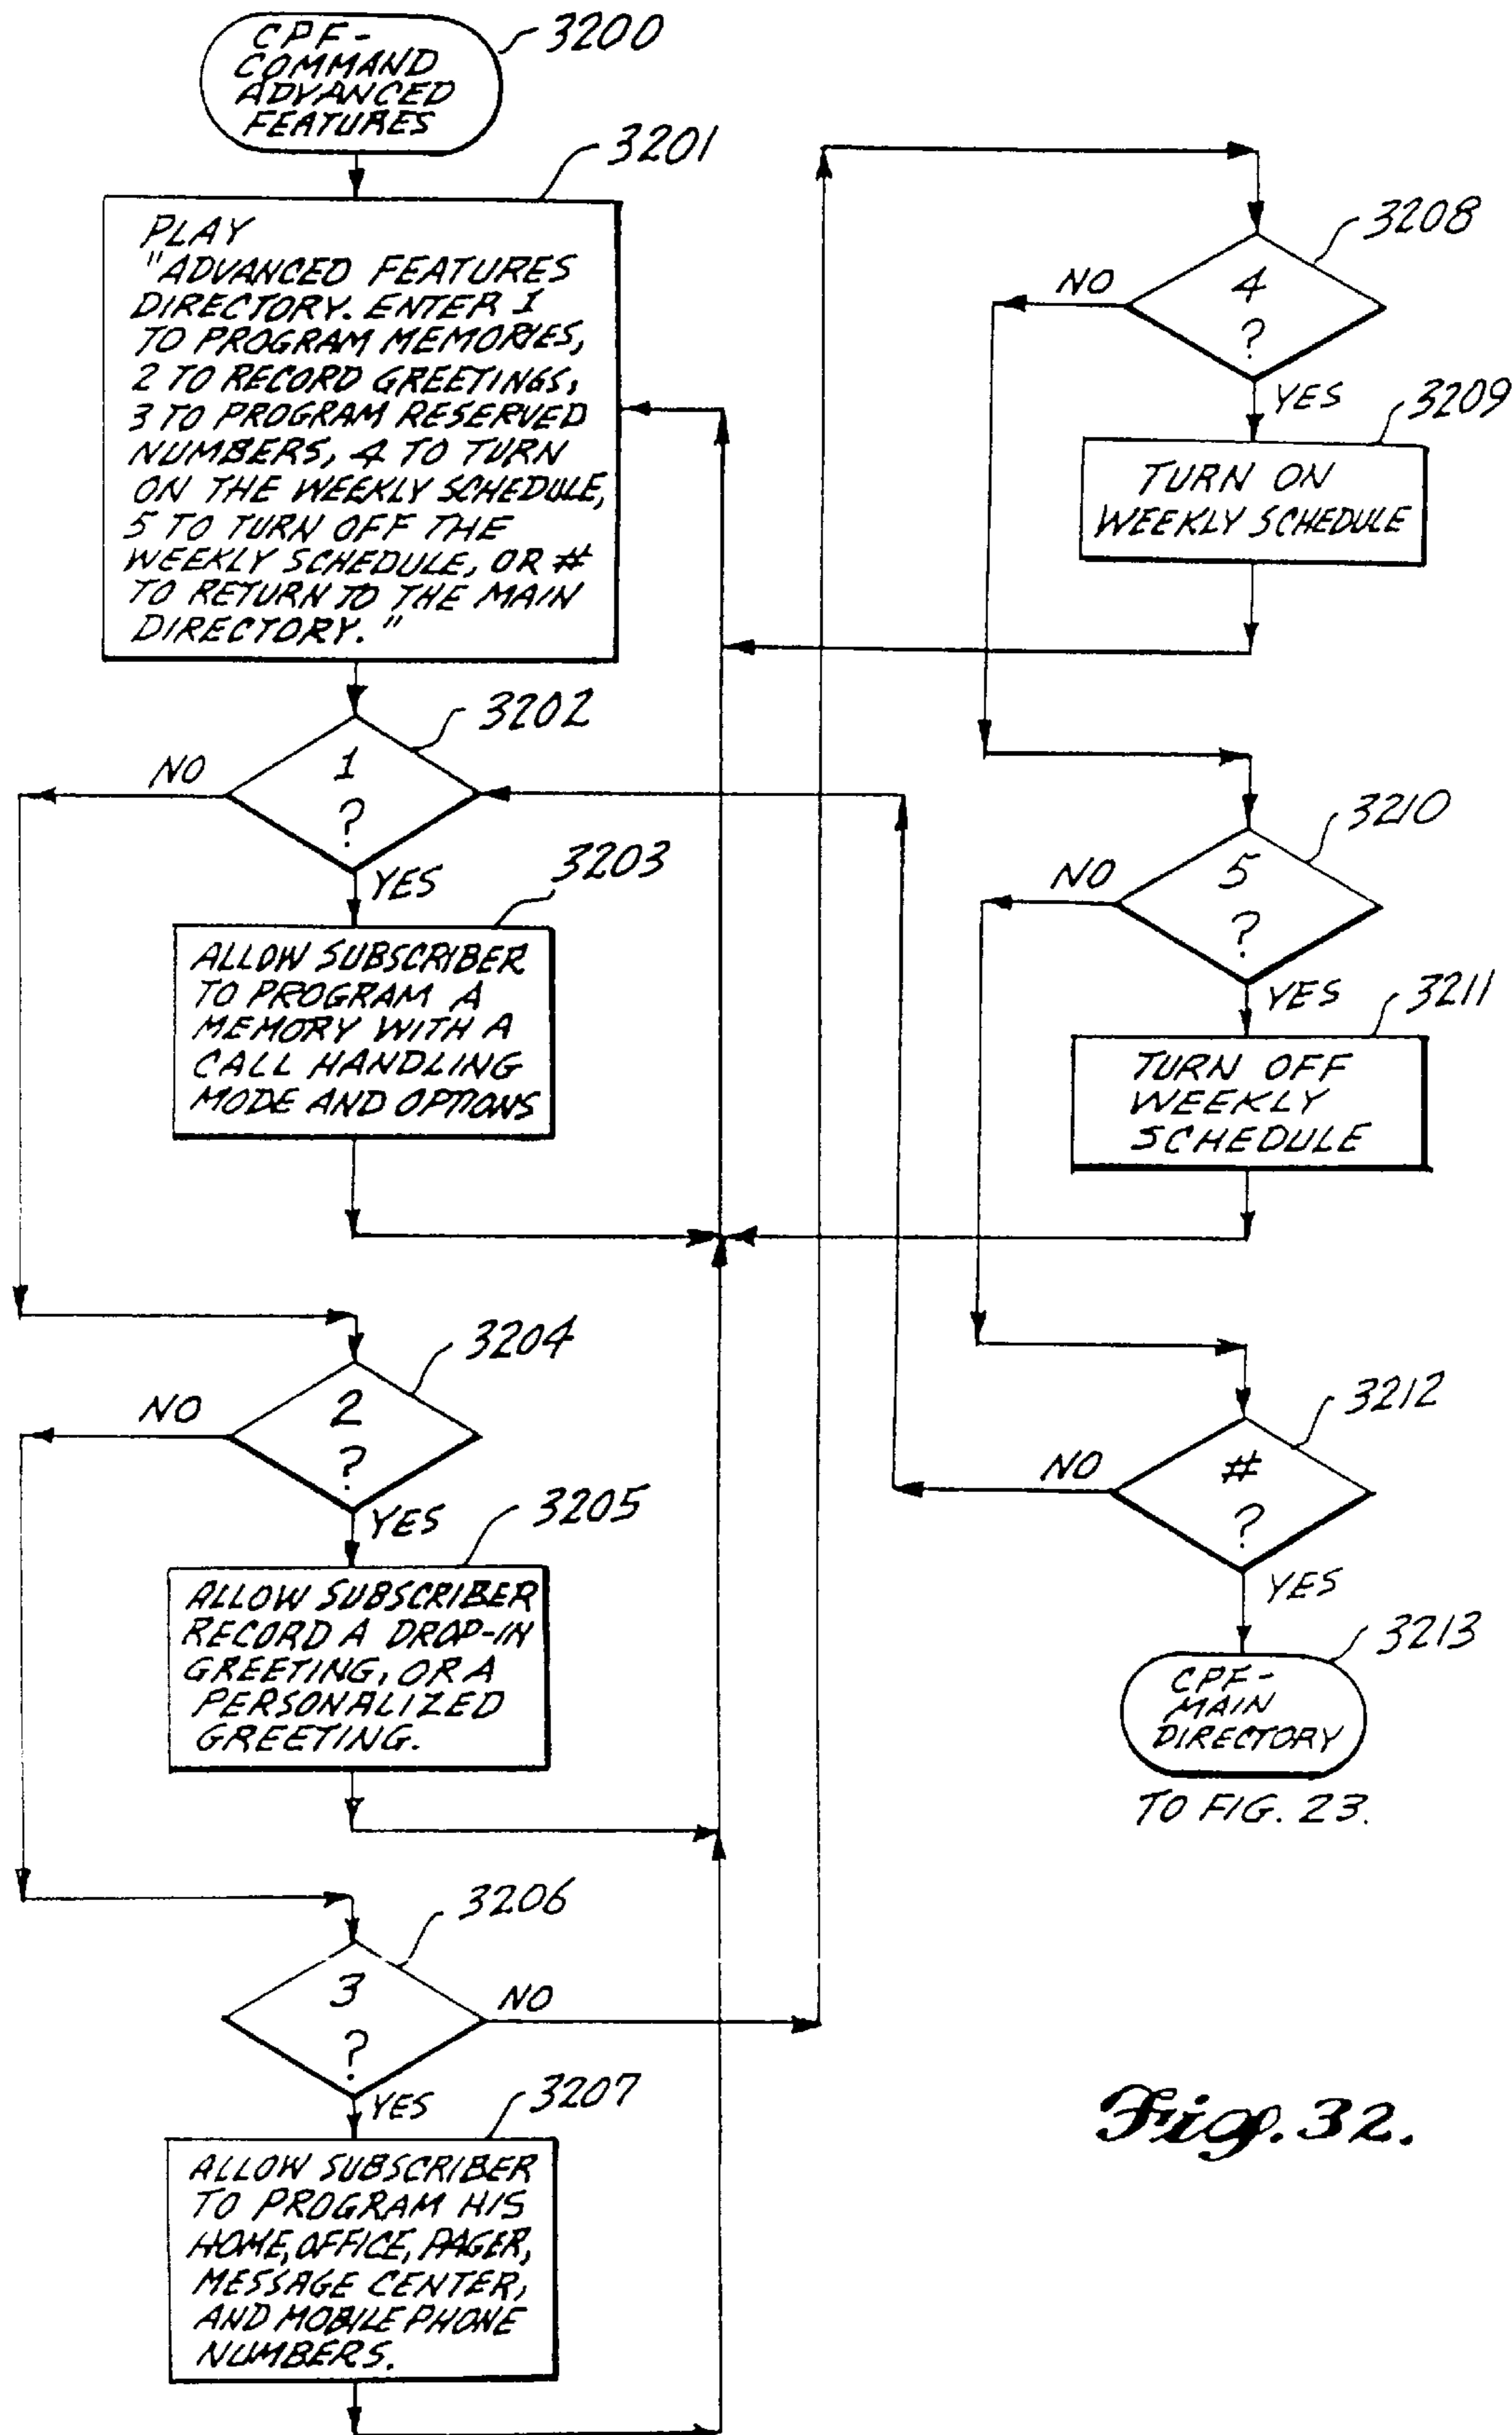 CPF-
COMMAND
ADVANCED
FEATURES
3200
3201
PLAY
"ADVANCED FEATURES
DIRECTORY. ENTER 1
TO PROGRAM MEMORIES,
2 TO RECORD GREETINGS,
3 TO PROGRAM RESERVED
NUMBERS, 4 TO TURN
ON THE WEEKLY SCHEDULE,
5 TO TURN OFF THE
WEEKLY SCHEDULE, OR #
TO RETURN TO THE MAIN
DIRECTORY."
3202
1
?
NO
YES
3203
ALLOW SUBSCRIBER
TO PROGRAM A
MEMORY WITH A
CALL HANDLING
MODE AND OPTIONS
3204
2
?
NO
YES
3205
ALLOW SUBSCRIBER
RECORD A DROP-IN
GREETING, OR A
PERSONALIZED
GREETING.
3206
3
?
NO
YES
3207
ALLOW SUBSCRIBER
TO PROGRAM HIS
HOME, OFFICE, PAGER,
MESSAGE CENTER,
AND MOBILE PHONE
NUMBERS.
3208
4
?
NO
YES
3209
TURN ON
WEEKLY SCHEDULE
3210
5
?
NO
YES
3211
TURN OFF
WEEKLY
SCHEDULE
3212
#
?
NO
YES
3213
CPF-
MAIN
DIRECTORY
TO FIG. 23.
Fig. 32.